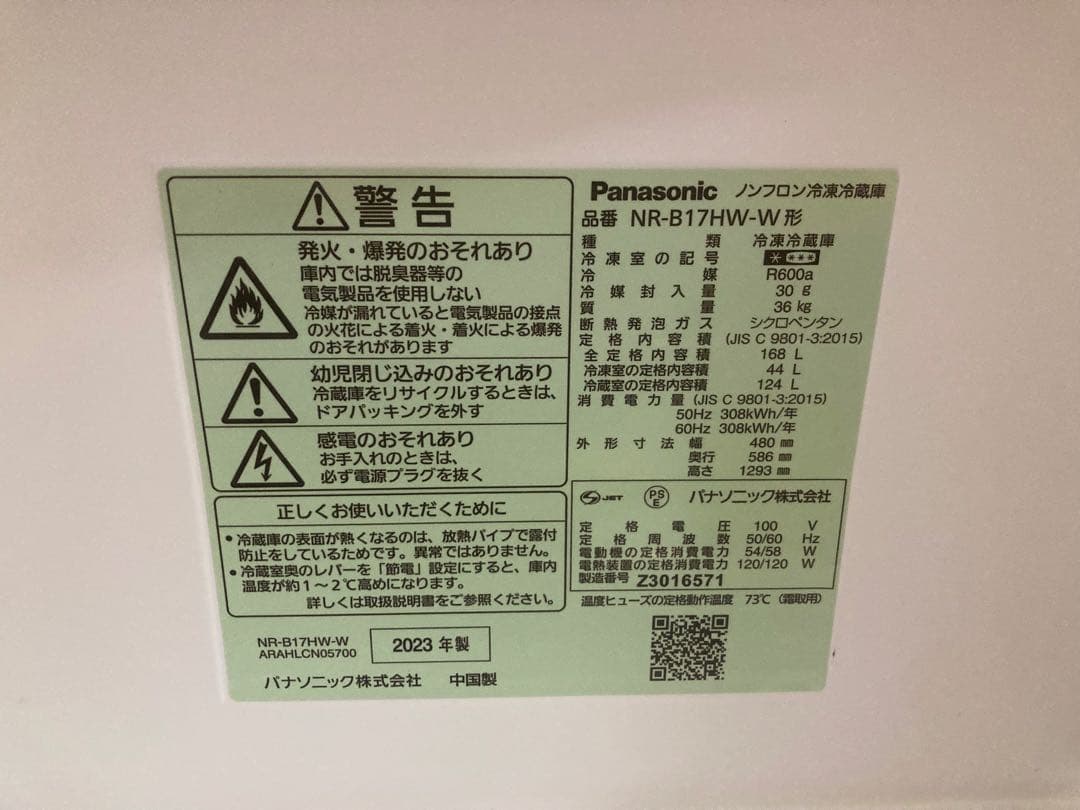 警告
発火・爆発のおそれあり
庫内では脱臭器等の
電気製品を使用しない
冷媒が漏れていると電気製品の接点
の火花による着火・着火による爆発
のおそれがあります
幼児閉じ込みのおそれあり
冷蔵庫をリサイクルするときは、
ドアパッキングを外す
感電のおそれあり
お手入れのときは、
必ず電源プラグを抜く
正しくお使いいただくために
・冷蔵庫の表面が熱くなるのは、放熱パイプで露付
防止をしているためです。異常ではありません。
・冷蔵室奥のレバーを「節電」設定にすると、庫内
温度が約1～2℃高めになります。
詳しくは取扱説明書をご参照ください。
NR-B17HW-W
ARAHLCN05700
2023 年製
パナソニック株式会社 中国製
Panasonic ノンフロン冷凍冷蔵庫
品番 NR-B17HW-W形
種類 冷凍冷蔵庫
冷凍室の記号 * ***
冷媒 R600a
冷媒封入量 30 g
質量 36 kg
断熱発泡ガス シクロペンタン
定格内容積 (JIS C 9801-3:2015)
全定格内容積 168 L
冷凍室の定格内容積 44 L
冷蔵室の定格内容積 124 L
消費電力量 (JIS C 9801-3:2015)
50Hz 308kWh/年
60Hz 308kWh/年
外形寸法 幅 480 mm
奥行 586 mm
高さ 1293 mm
S JET PS E パナソニック株式会社
定格電圧 100 V
定格周波数 50/60 Hz
電動機の定格消費電力 54/58 W
電熱装置の定格消費電力 120/120 W
製造番号 Z3016571
温度ヒューズの定格動作温度 73℃ (霜取用)